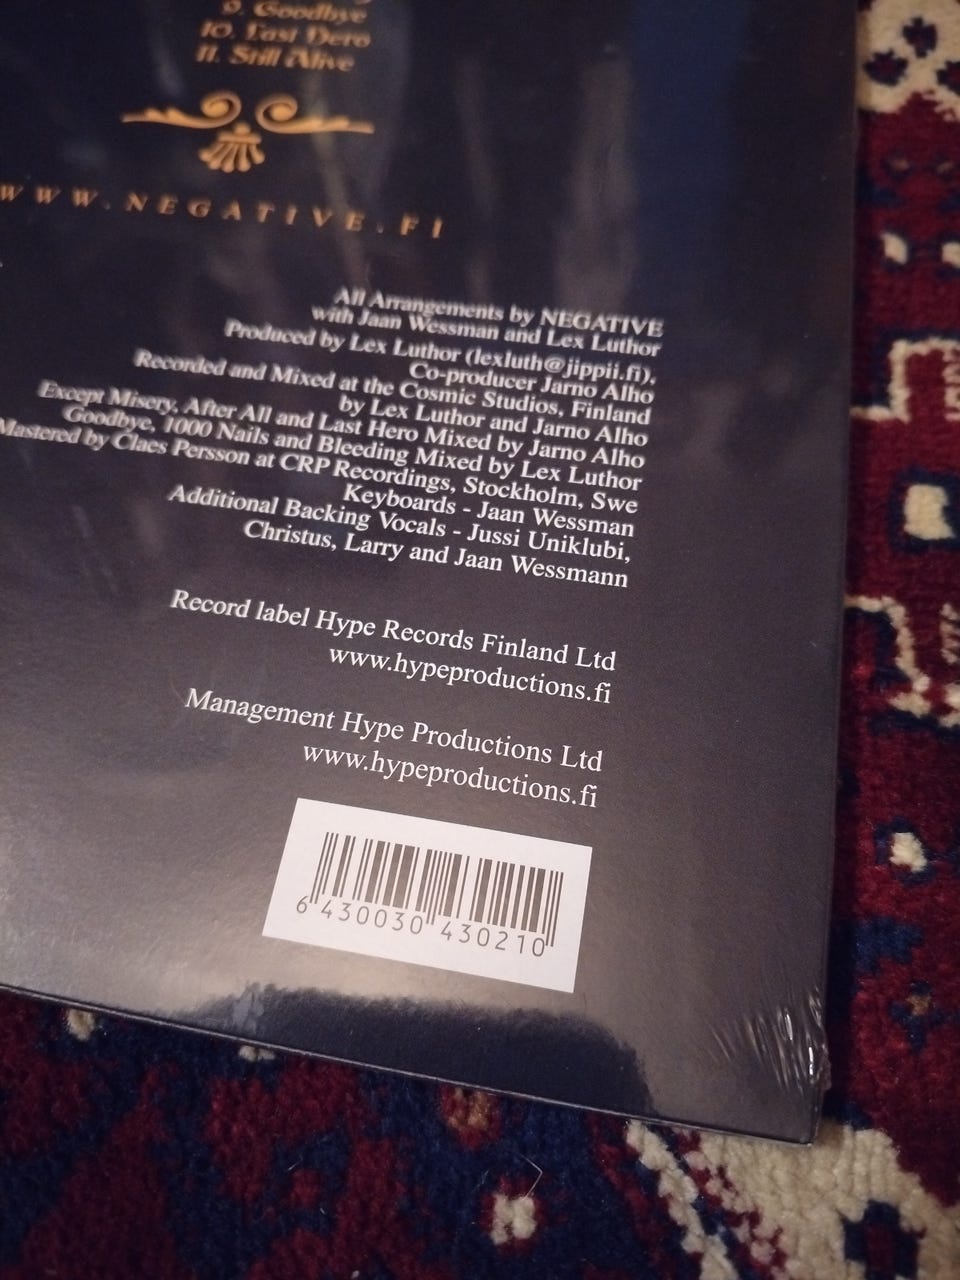 9. Goodbye
10. Last Hero
11. Still Alive
WWW.NEGATIVE.FI
All Arrangements by NEGATIVE
with Jaan Wessman and Lex Luthor
Produced by Lex Luthor (lexluth@jippii.fi),
Co-producer Jarno Alho
Recorded and Mixed at the Cosmic Studios, Finland
by Lex Luthor and Jarno Alho
Except Misery, After All and Last Hero Mixed by Jarno Alho
Goodbye, 1000 Nails and Bleeding Mixed by Lex Luthor
Mastered by Claes Persson at CRP Recordings, Stockholm, Swe
Keyboards - Jaan Wessman
Additional Backing Vocals - Jussi Uniklubi,
Christus, Larry and Jaan Wessmann
Record label Hype Records Finland Ltd
www.hypeproductions.fi
Management Hype Productions Ltd
www.hypeproductions.fi
6 430030 430210